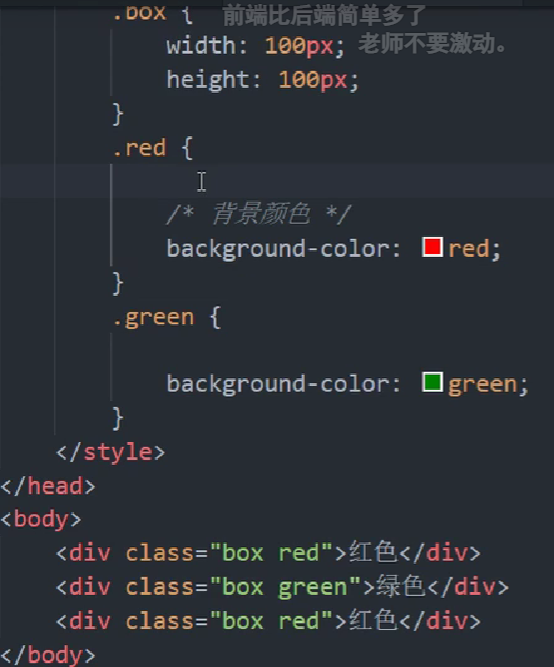 .box {
前端比后端简单多了
width: 100px;
老师不要激动。
height: 100px;
}
.red {
/* 背景颜色 */
background-color: red;
}
.green {
background-color: green;
}
</style>
</head>
<body>
<div class="box red">红色</div>
<div class="box green">绿色</div>
<div class="box red">红色</div>
</body>